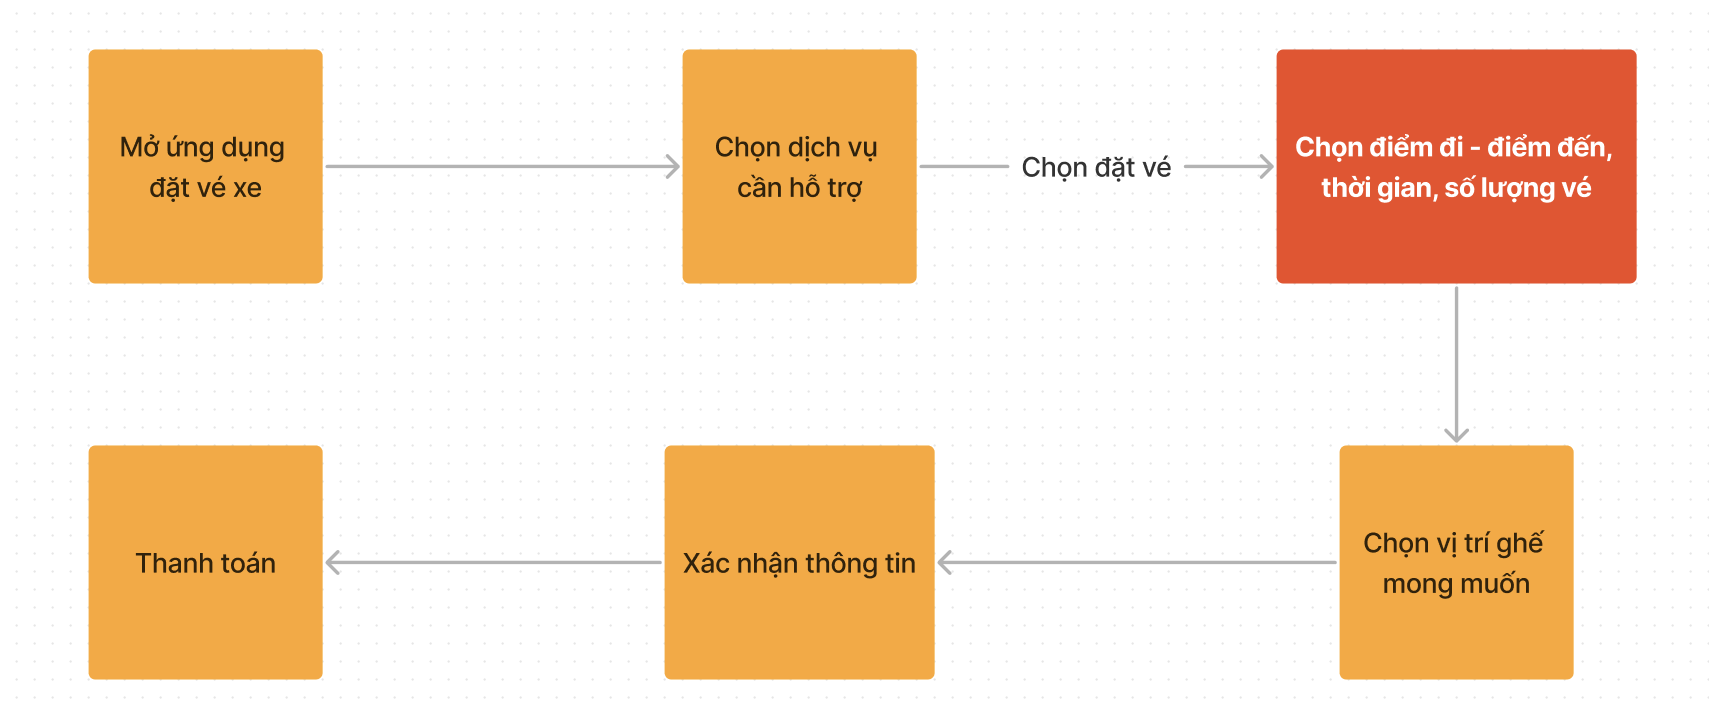 Mở ứng dụng
đặt vé xe
Chọn dịch vụ
cần hỗ trợ
Chọn đặt vé
Chọn điểm đi - điểm đến,
thời gian, số lượng vé
Thanh toán
Xác nhận thông tin
Chọn vị trí ghế
mong muốn